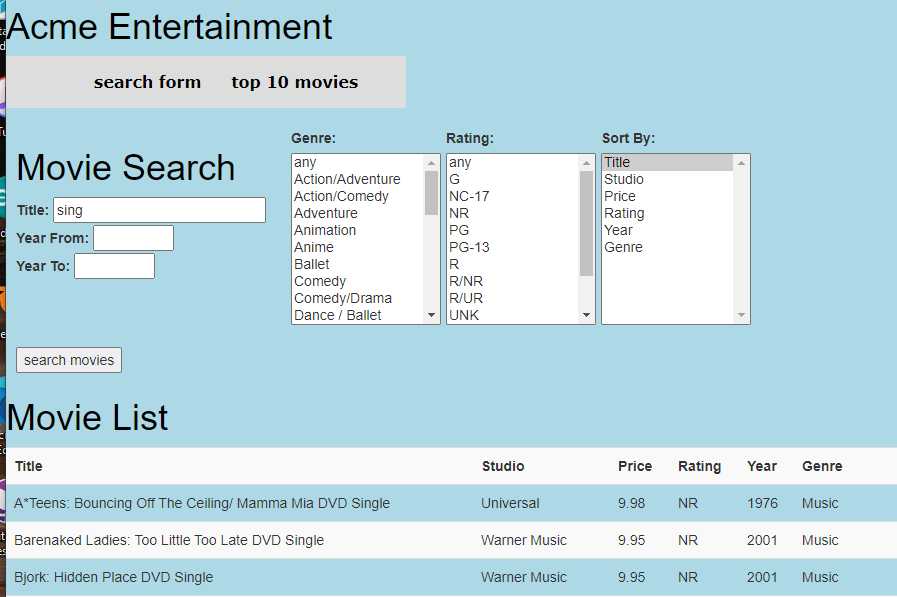 Acme Entertainment
search form top 10 movies
Movie Search
Title: sing
Year From:
Year To:
search movies
Genre:
any
Action/Adventure
Action/Comedy
Adventure
Animation
Anime
Ballet
Comedy
Comedy/Drama
Dance / Ballet
Rating:
any
G
NC-17
NR
PG
PG-13
R
R/NR
R/UR
UNK
Sort By:
Title
Studio
Price
Rating
Year
Genre
Movie List
Title Studio Price Rating Year Genre
A*Teens: Bouncing Off The Ceiling/ Mamma Mia DVD Single Universal 9.98 NR 1976 Music
Barenaked Ladies: Too Little Too Late DVD Single Warner Music 9.95 NR 2001 Music
Bjork: Hidden Place DVD Single Warner Music 9.95 NR 2001 Music